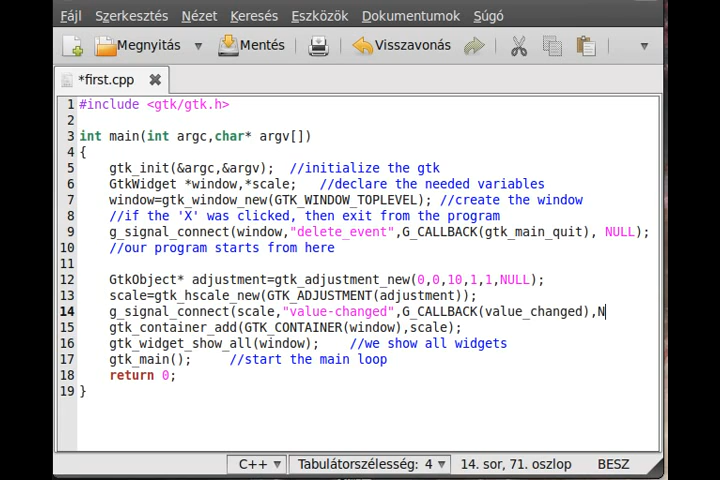 Fájl Szerkesztés Nézet Keresés Eszközök Dokumentumok Súgó
Megnyitás Mentés Visszavonás
*first.cpp
1 #include <gtk/gtk.h>
2
3 int main(int argc,char* argv[])
4 {
5 gtk_init(&argc,&argv);  //initialize the gtk
6 GtkWidget *window,*scale;   //declare the needed variables
7 window=gtk_window_new(GTK_WINDOW_TOPLEVEL); //create the window
8 //if the 'X' was clicked, then exit from the program
9 g_signal_connect(window,"delete_event",G_CALLBACK(gtk_main_quit), NULL);
10 //our program starts from here
11
12 GtkObject* adjustment=gtk_adjustment_new(0,0,10,1,1,NULL);
13 scale=gtk_hscale_new(GTK_ADJUSTMENT(adjustment));
14 g_signal_connect(scale,"value-changed",G_CALLBACK(value_changed),N
15 gtk_container_add(GTK_CONTAINER(window),scale);
16 gtk_widget_show_all(window);    //we show all widgets
17 gtk_main();     //start the main loop
18 return 0;
19 }
C++ Tabulátorszélesség: 4 14. sor, 71. oszlop BESZ